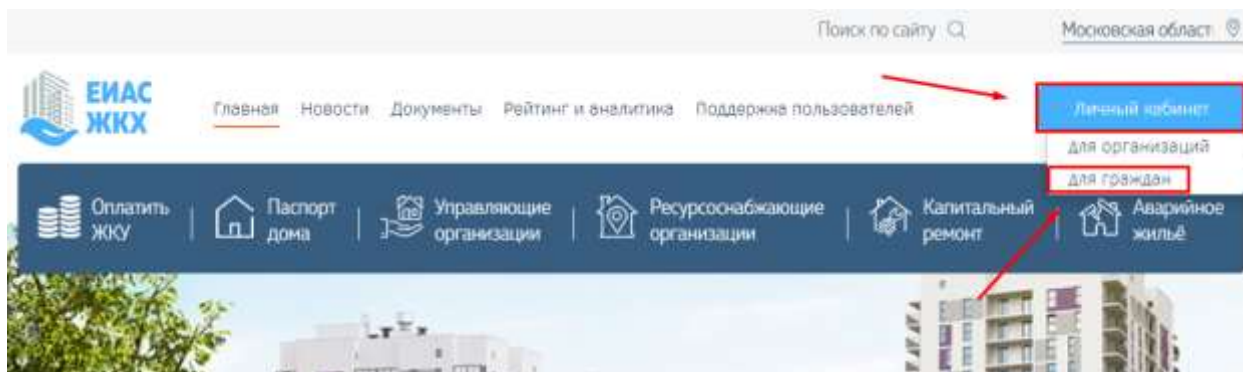 Поиск по сайту
Московская област
ЕИАС
ЖКХ
Главная Новости Документы Рейтинг и аналитика Поддержка пользователей
Личный кабинет
для организаций
для граждан
Оплатить
ЖКУ
Паспорт
дома
Управляющие
организации
Ресурсоснабжающие
организации
Капитальный
ремонт
Аварийное
жильё